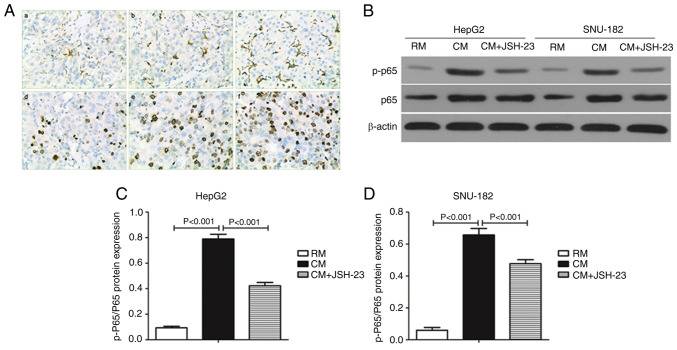 A
a
b
c
d
e
f
B
HepG2
SNU-182
RM
CM
CM+JSH-23
RM
CM
CM+JSH-23
p-p65
p65
β-actin
C
HepG2
p-P65/P65 protein expression
1.0
0.8
0.6
0.4
0.2
0.0
P<0.001
P<0.001
RM
CM
CM+JSH-23
D
SNU-182
p-P65/P65 protein expression
0.8
0.6
0.4
0.2
0.0
P<0.001
P<0.001
RM
CM
CM+JSH-23